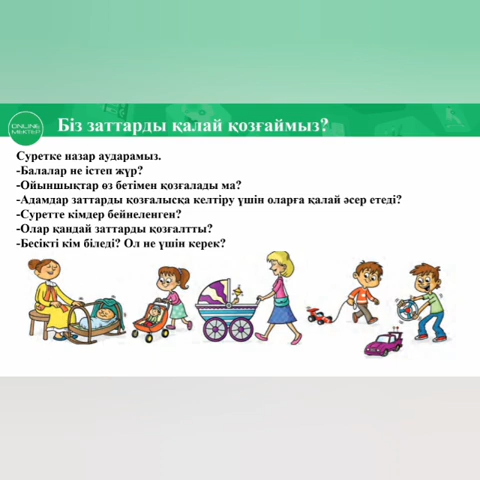 ONLINE
МЕКТЕП
Біз заттарды қалай қозғаймыз?
Суретке назар аударамыз.
-Балалар не істеп жүр?
-Ойыншықтар өз бетімен қозғалады ма?
-Адамдар заттарды қозғалысқа келтіру үшін оларға қалай әсер етеді?
-Суретте кімдер бейнеленген?
-Олар қандай заттарды қозғалтты?
-Бесікті кім біледі? Ол не үшін керек?